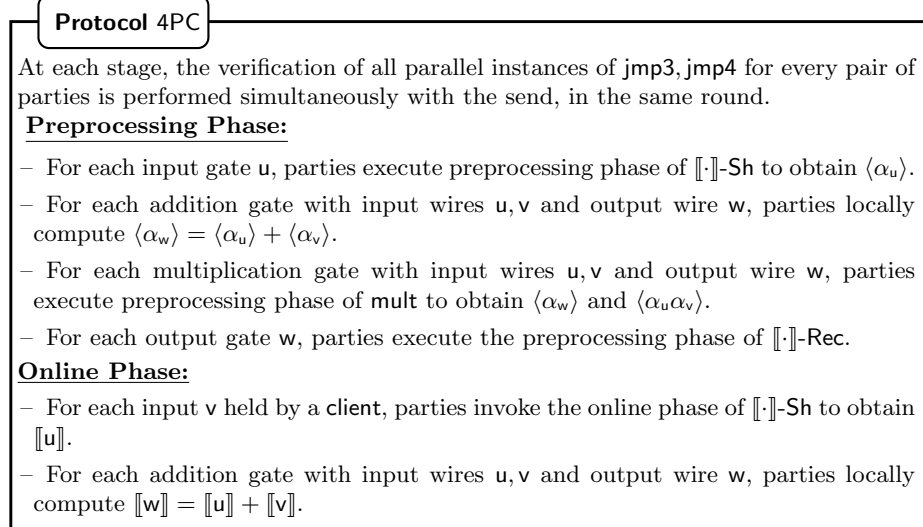 Protocol 4PC
At each stage, the verification of all parallel instances of jmp3, jmp4 for every pair of
parties is performed simultaneously with the send, in the same round.
Preprocessing Phase:
– For each input gate u, parties execute preprocessing phase of ⟦·⟧-Sh to obtain ⟨α_u⟩.
– For each addition gate with input wires u, v and output wire w, parties locally
compute ⟨α_w⟩ = ⟨α_u⟩ + ⟨α_v⟩.
– For each multiplication gate with input wires u, v and output wire w, parties
execute preprocessing phase of mult to obtain ⟨α_w⟩ and ⟨α_uα_v⟩.
– For each output gate w, parties execute the preprocessing phase of ⟦·⟧-Rec.
Online Phase:
– For each input v held by a client, parties invoke the online phase of ⟦·⟧-Sh to obtain
⟦u⟧.
– For each addition gate with input wires u, v and output wire w, parties locally
compute ⟦w⟧ = ⟦u⟧ + ⟦v⟧.